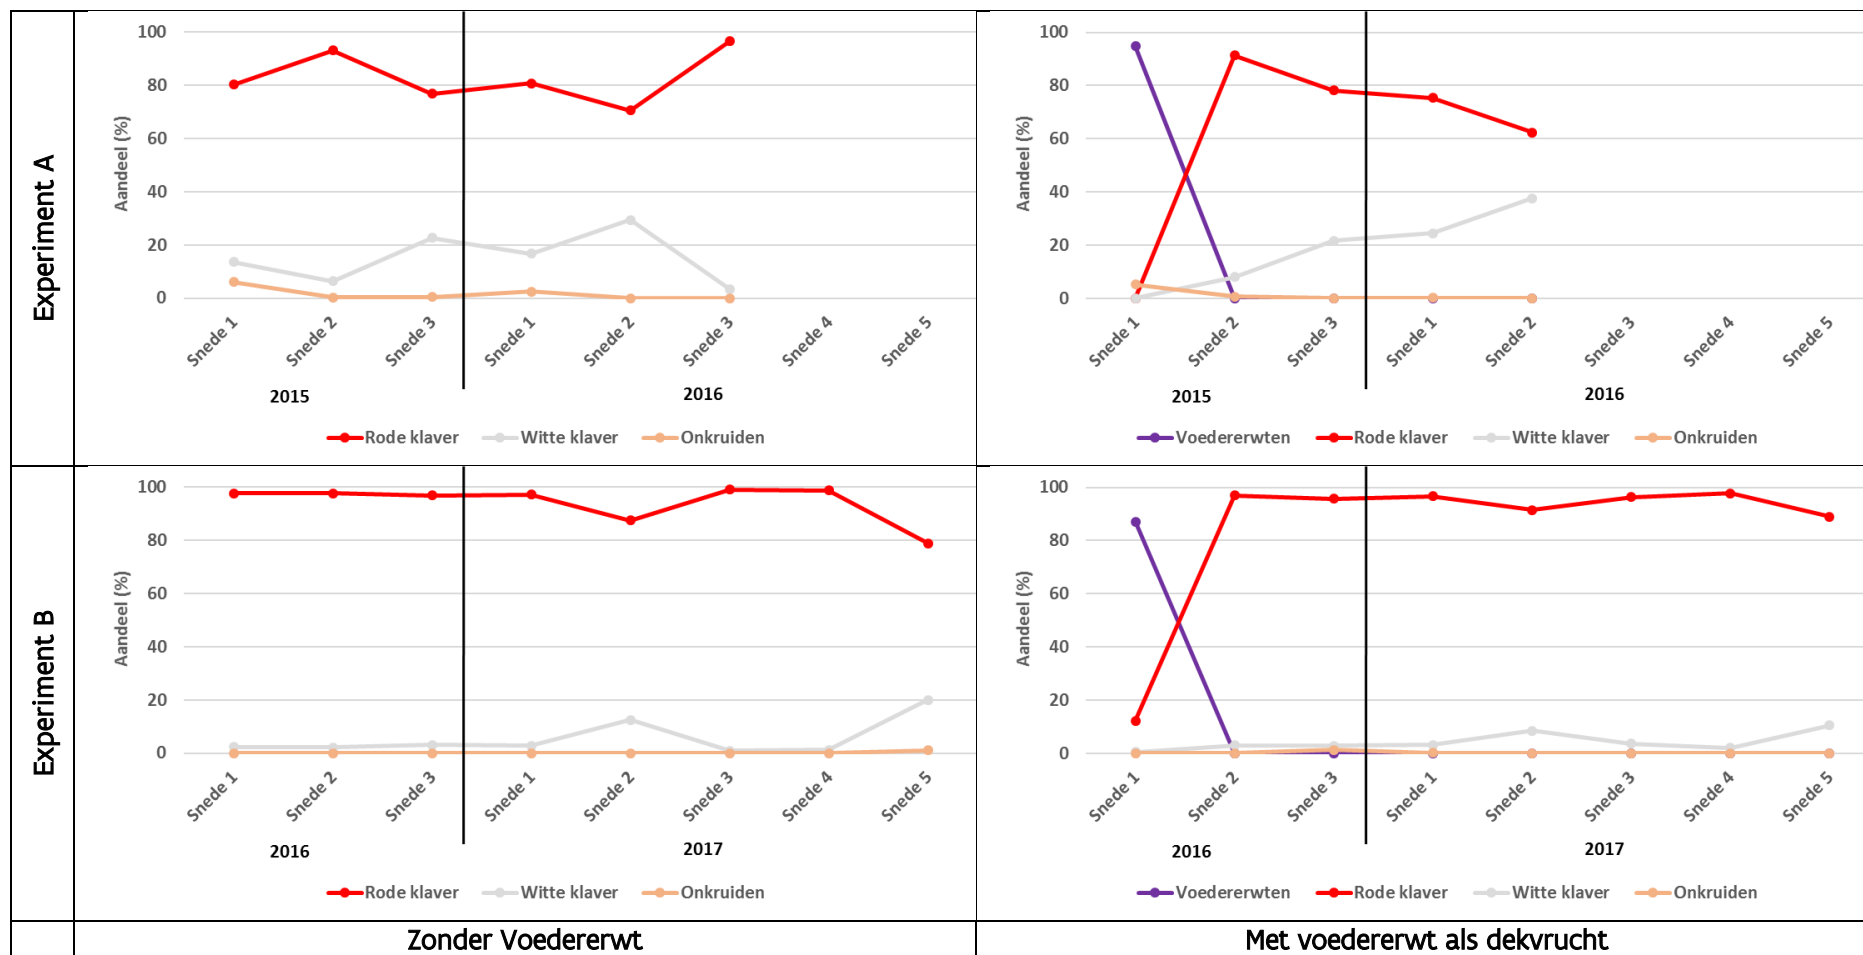 Experiment A
Aandeel (%)
100
80
60
40
20
0
Snede 1 Snede 2 Snede 3 Snede 1 Snede 2 Snede 3 Snede 4 Snede 5
2015 2016
Rode klaver Witte klaver Onkruiden
Aandeel (%)
100
80
60
40
20
0
Snede 1 Snede 2 Snede 3 Snede 1 Snede 2 Snede 3 Snede 4 Snede 5
2015 2016
Voedererwten Rode klaver Witte klaver Onkruiden
Experiment B
Aandeel (%)
100
80
60
40
20
0
Snede 1 Snede 2 Snede 3 Snede 1 Snede 2 Snede 3 Snede 4 Snede 5
2016 2017
Rode klaver Witte klaver Onkruiden
Aandeel (%)
100
80
60
40
20
0
Snede 1 Snede 2 Snede 3 Snede 1 Snede 2 Snede 3 Snede 4 Snede 5
2016 2017
Voedererwten Rode klaver Witte klaver Onkruiden
Zonder Voedererwt
Met voedererwt als dekvrucht